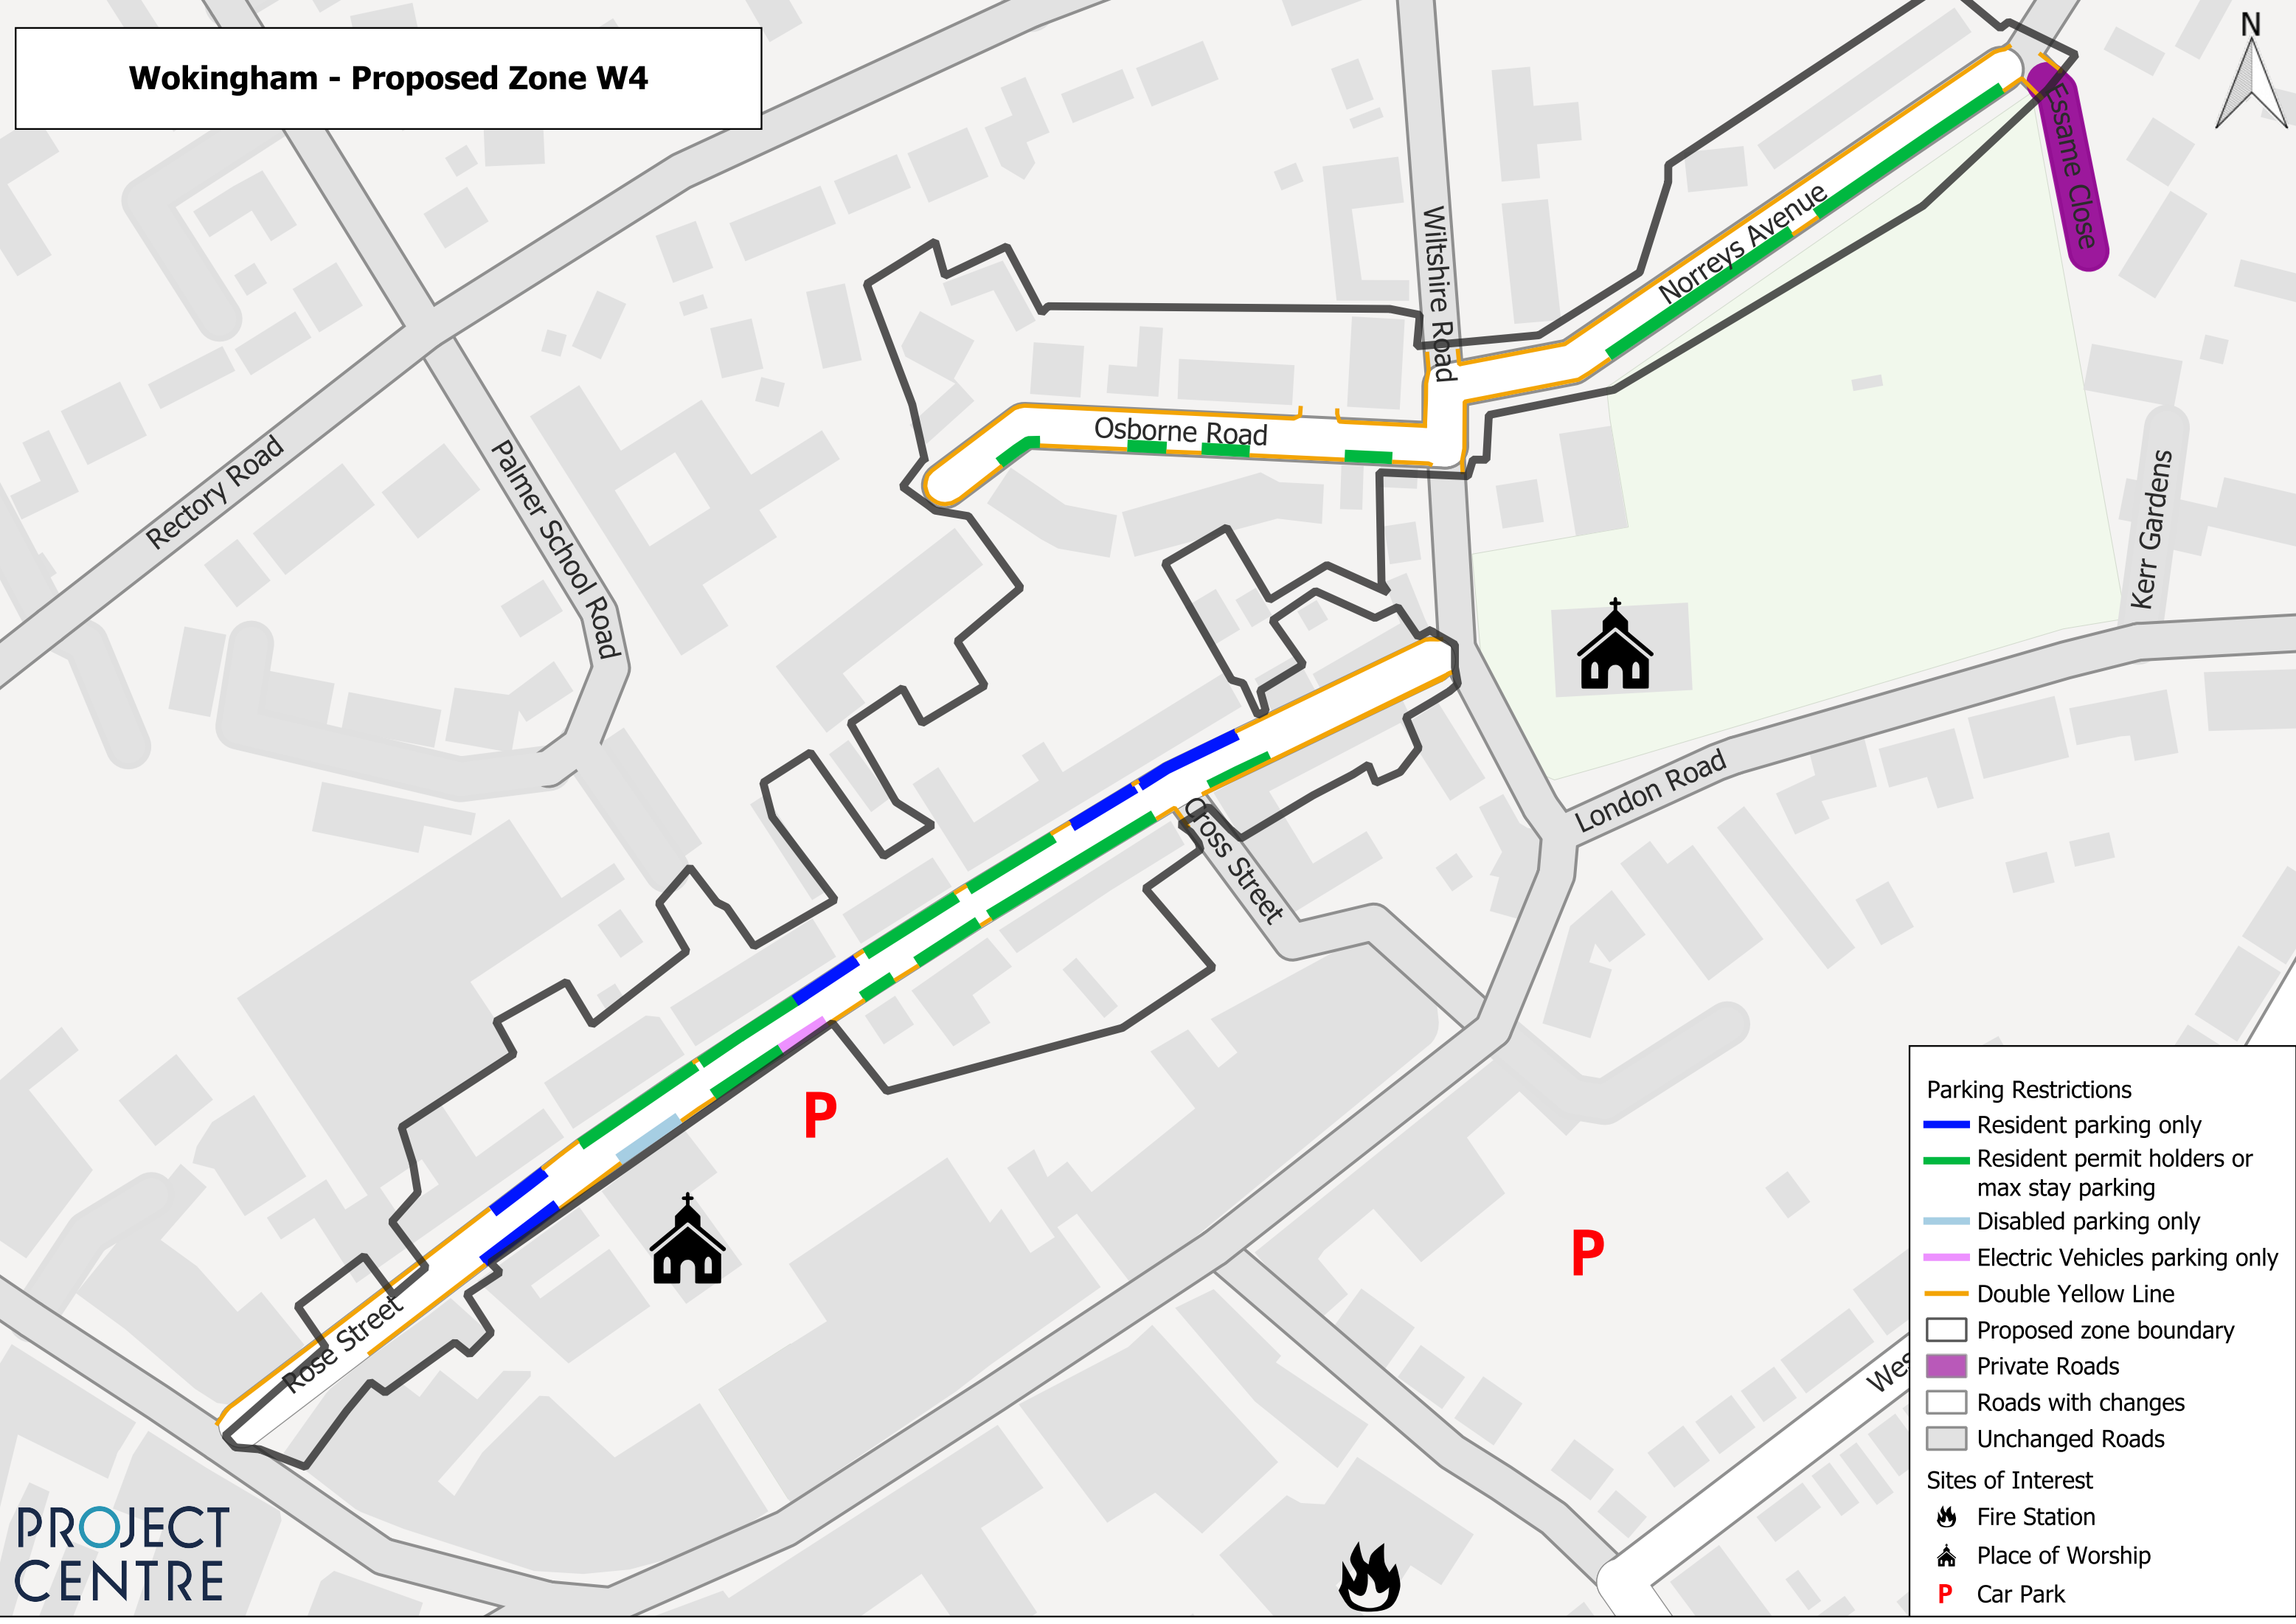 Wokingham - Proposed Zone W4
N
Essame Close
Norreys Avenue
Wiltshire Road
Osborne Road
Rectory Road
Palmer School Road
Kerr Gardens
London Road
Cross Street
P
P
Rose Street
Wes
PROJECT
CENTRE
Parking Restrictions
Resident parking only
Resident permit holders or
max stay parking
Disabled parking only
Electric Vehicles parking only
Double Yellow Line
Proposed zone boundary
Private Roads
Roads with changes
Unchanged Roads
Sites of Interest
Fire Station
Place of Worship
P Car Park